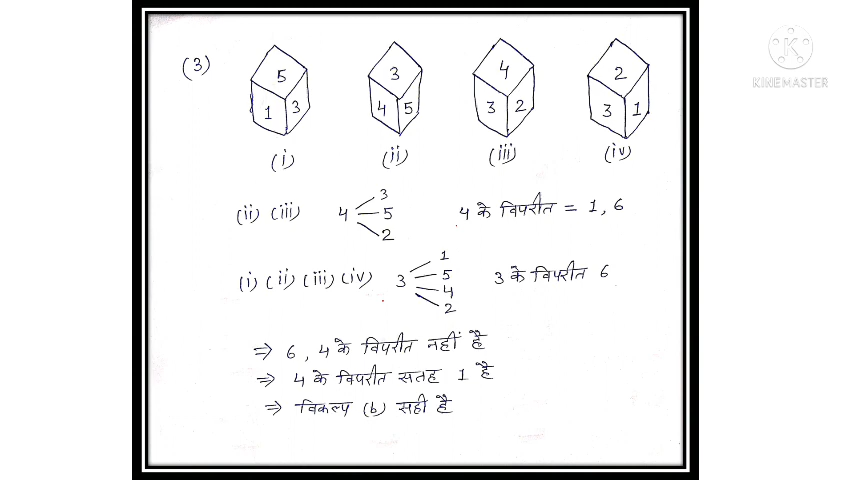 (3)
5 1 3
3 4 5
4 3 2
2 3 1
(i) (ii) (iii) (iv)
(ii) (iii) 4 3 5 2 4 के विपरीत = 1, 6
(i) (ii) (iii) (iv) 3 1 5 4 2 3 के विपरीत 6
⇒ 6, 4 के विपरीत नहीं है
⇒ 4 के विपरीत सतह 1 है
⇒ विकल्प (b) सही है
KINEMASTER